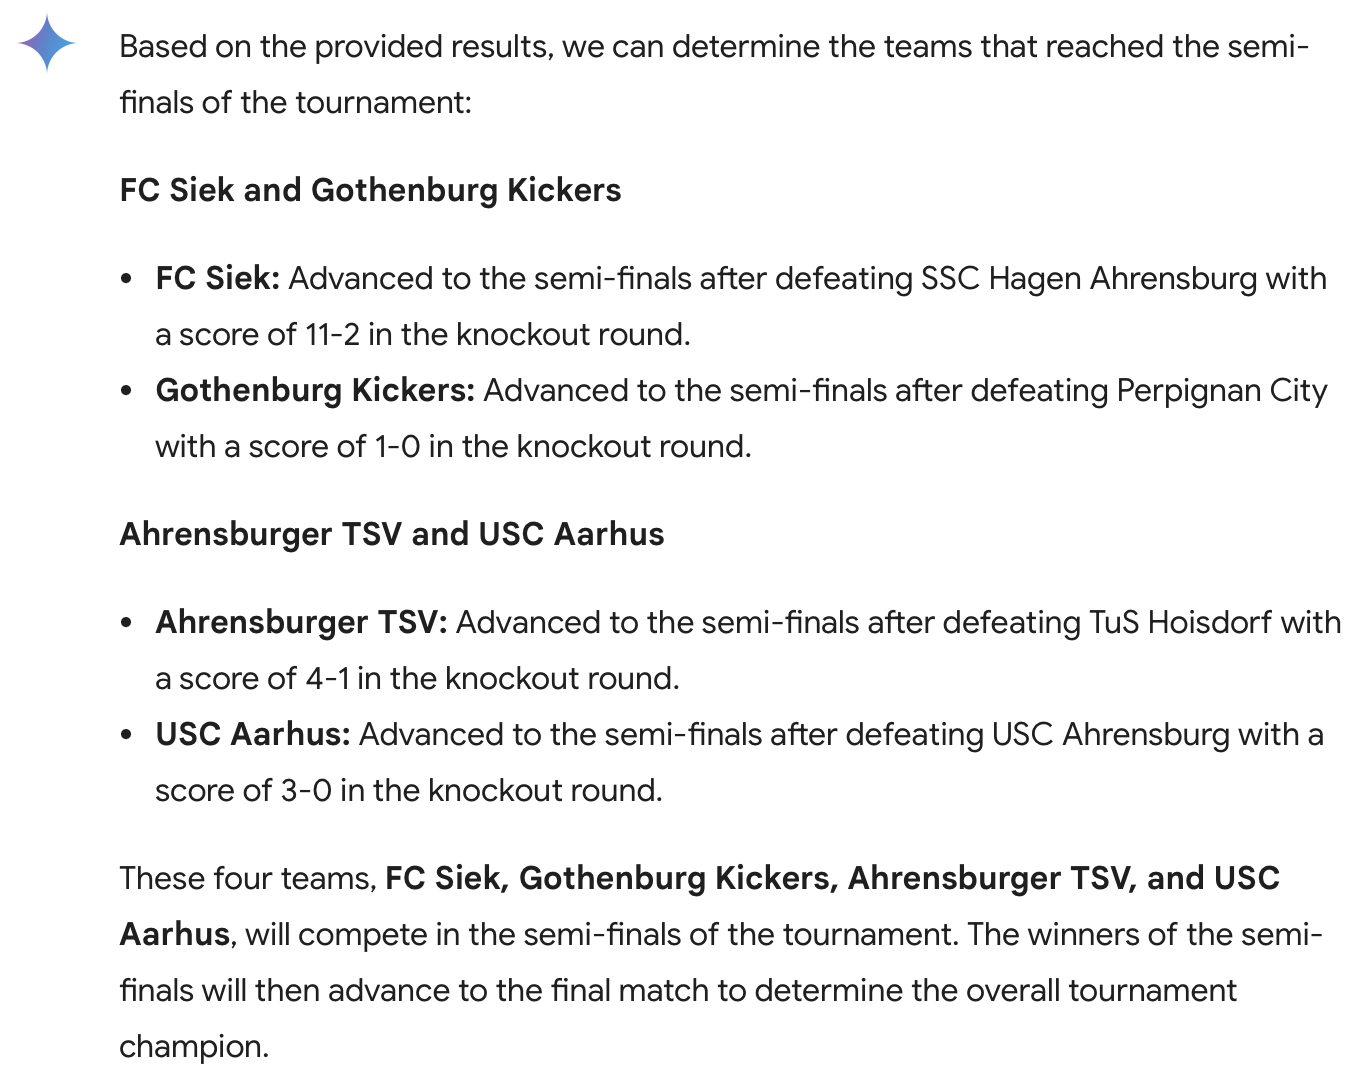 Based on the provided results, we can determine the teams that reached the semi-
finals of the tournament:
FC Siek and Gothenburg Kickers
• FC Siek: Advanced to the semi-finals after defeating SSC Hagen Ahrensburg with
a score of 11-2 in the knockout round.
• Gothenburg Kickers: Advanced to the semi-finals after defeating Perpignan City
with a score of 1-0 in the knockout round.
Ahrensburger TSV and USC Aarhus
• Ahrensburger TSV: Advanced to the semi-finals after defeating TuS Hoisdorf with
a score of 4-1 in the knockout round.
• USC Aarhus: Advanced to the semi-finals after defeating USC Ahrensburg with a
score of 3-0 in the knockout round.
These four teams, FC Siek, Gothenburg Kickers, Ahrensburger TSV, and USC
Aarhus, will compete in the semi-finals of the tournament. The winners of the semi-
finals will then advance to the final match to determine the overall tournament
champion.